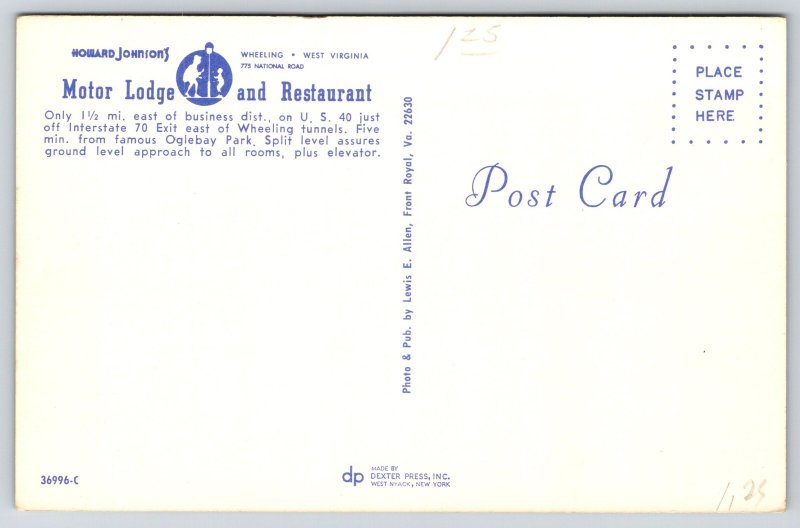 HOWARD JOHNSON'S
WHEELING • WEST VIRGINIA
775 NATIONAL ROAD
Motor Lodge and Restaurant
Only 1½ mi. east of business dist., on U. S. 40 just
off Interstate 70 Exit east of Wheeling tunnels. Five
min. from famous Oglebay Park. Split level assures
ground level approach to all rooms, plus elevator.
36996-C
Photo & Pub. by Lewis E. Allen, Front Royal, Va. 22630
dp
MADE BY
DEXTER PRESS, INC.
WEST NYACK, NEW YORK
125
PLACE
STAMP
HERE
Post Card
1,25